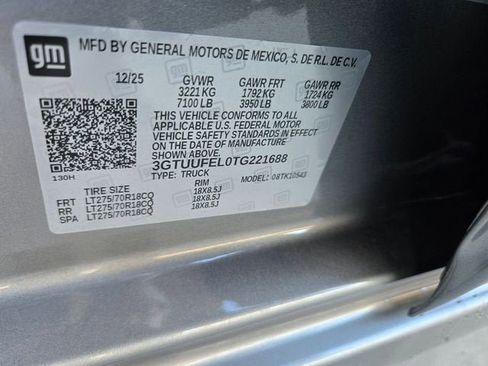 gm
MFD BY GENERAL MOTORS DE MEXICO, S. DE R.L. DE C.V.
12/25 GVWR GAWR FRT GAWR RR
3221 KG 1792 KG 1724 KG
7100 LB 3950 LB 3800 LB
THIS VEHICLE CONFORMS TO ALL
APPLICABLE U.S. FEDERAL MOTOR
VEHICLE SAFETY STANDARDS IN EFFECT
ON THE DATE OF MANUFACTURE
SHOWN ABOVE.
3GTUUFEL0TG221688
TYPE: TRUCK MODEL: 08TK10543
130H
TIRE SIZE RIM
FRT LT275/70R18CQ 18X8.5J
RR LT275/70R18CQ 18X8.5J
SPA LT275/70R18CQ 18X8.5J